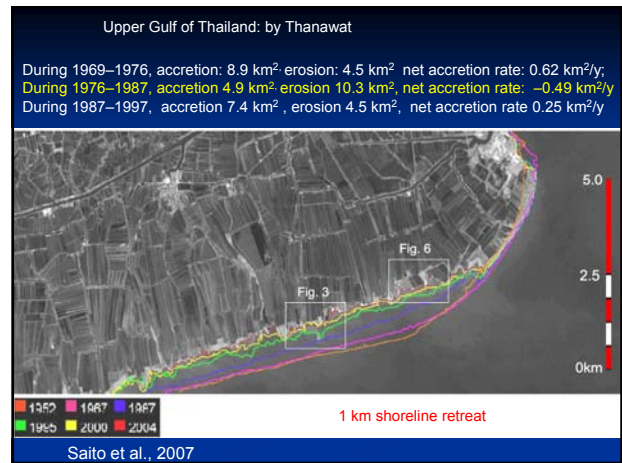 Upper Gulf of Thailand: by Thanawat
During 1969–1976, accretion: 8.9 km², erosion: 4.5 km² net accretion rate: 0.62 km²/y;
During 1976–1987, accretion 4.9 km², erosion 10.3 km², net accretion rate: –0.49 km²/y
During 1987–1997, accretion 7.4 km² , erosion 4.5 km², net accretion rate 0.25 km²/y
5.0
Fig. 6
2.5
Fig. 3
0km
1952 1967 1987
1995 2000 2004
1 km shoreline retreat
Saito et al., 2007